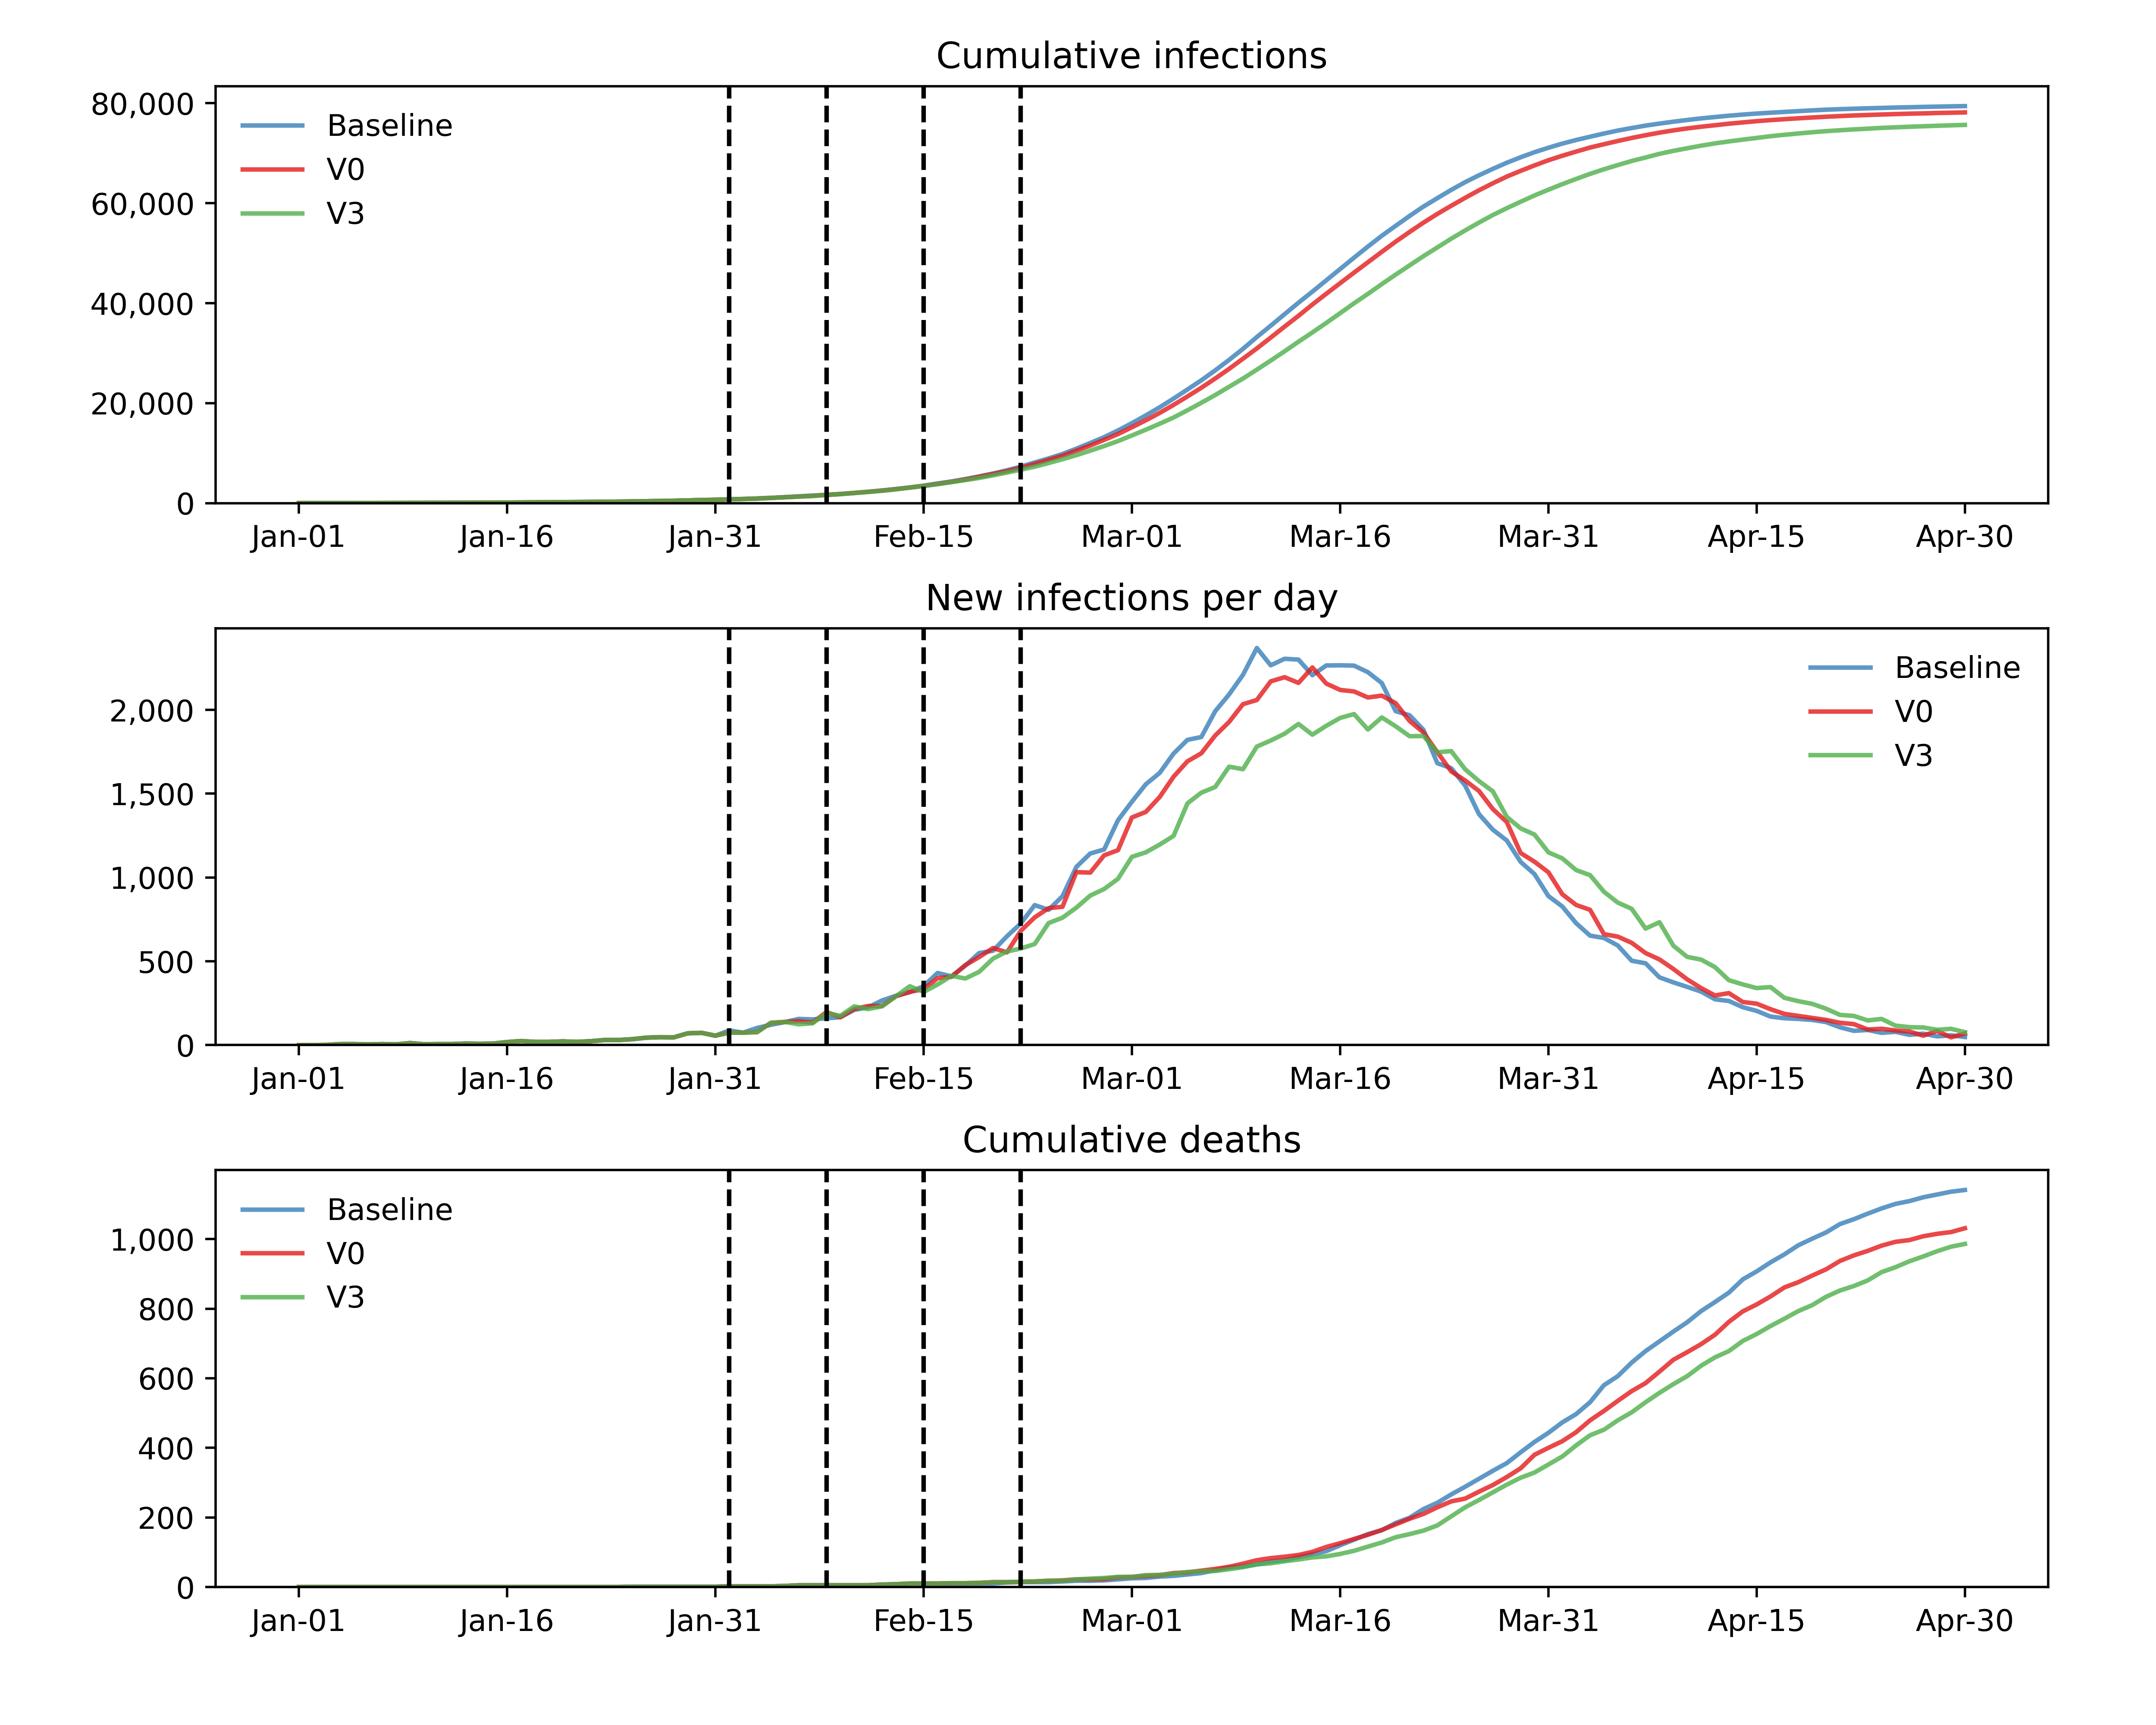 Cumulative infections
80,000
60,000
40,000
20,000
0
Baseline
V0
V3
Jan-01 Jan-16 Jan-31 Feb-15 Mar-01 Mar-16 Mar-31 Apr-15 Apr-30
New infections per day
2,000
1,500
1,000
500
0
Baseline
V0
V3
Jan-01 Jan-16 Jan-31 Feb-15 Mar-01 Mar-16 Mar-31 Apr-15 Apr-30
Cumulative deaths
1,000
800
600
400
200
0
Baseline
V0
V3
Jan-01 Jan-16 Jan-31 Feb-15 Mar-01 Mar-16 Mar-31 Apr-15 Apr-30